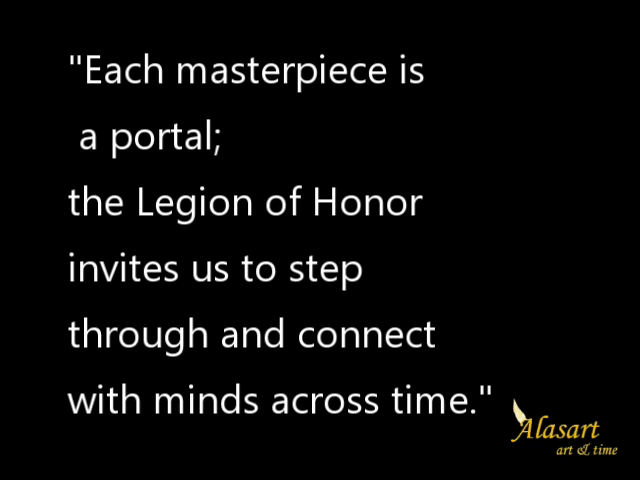 "Each masterpiece is
a portal;
the Legion of Honor
invites us to step
through and connect
with minds across time."
Alasart
art & time